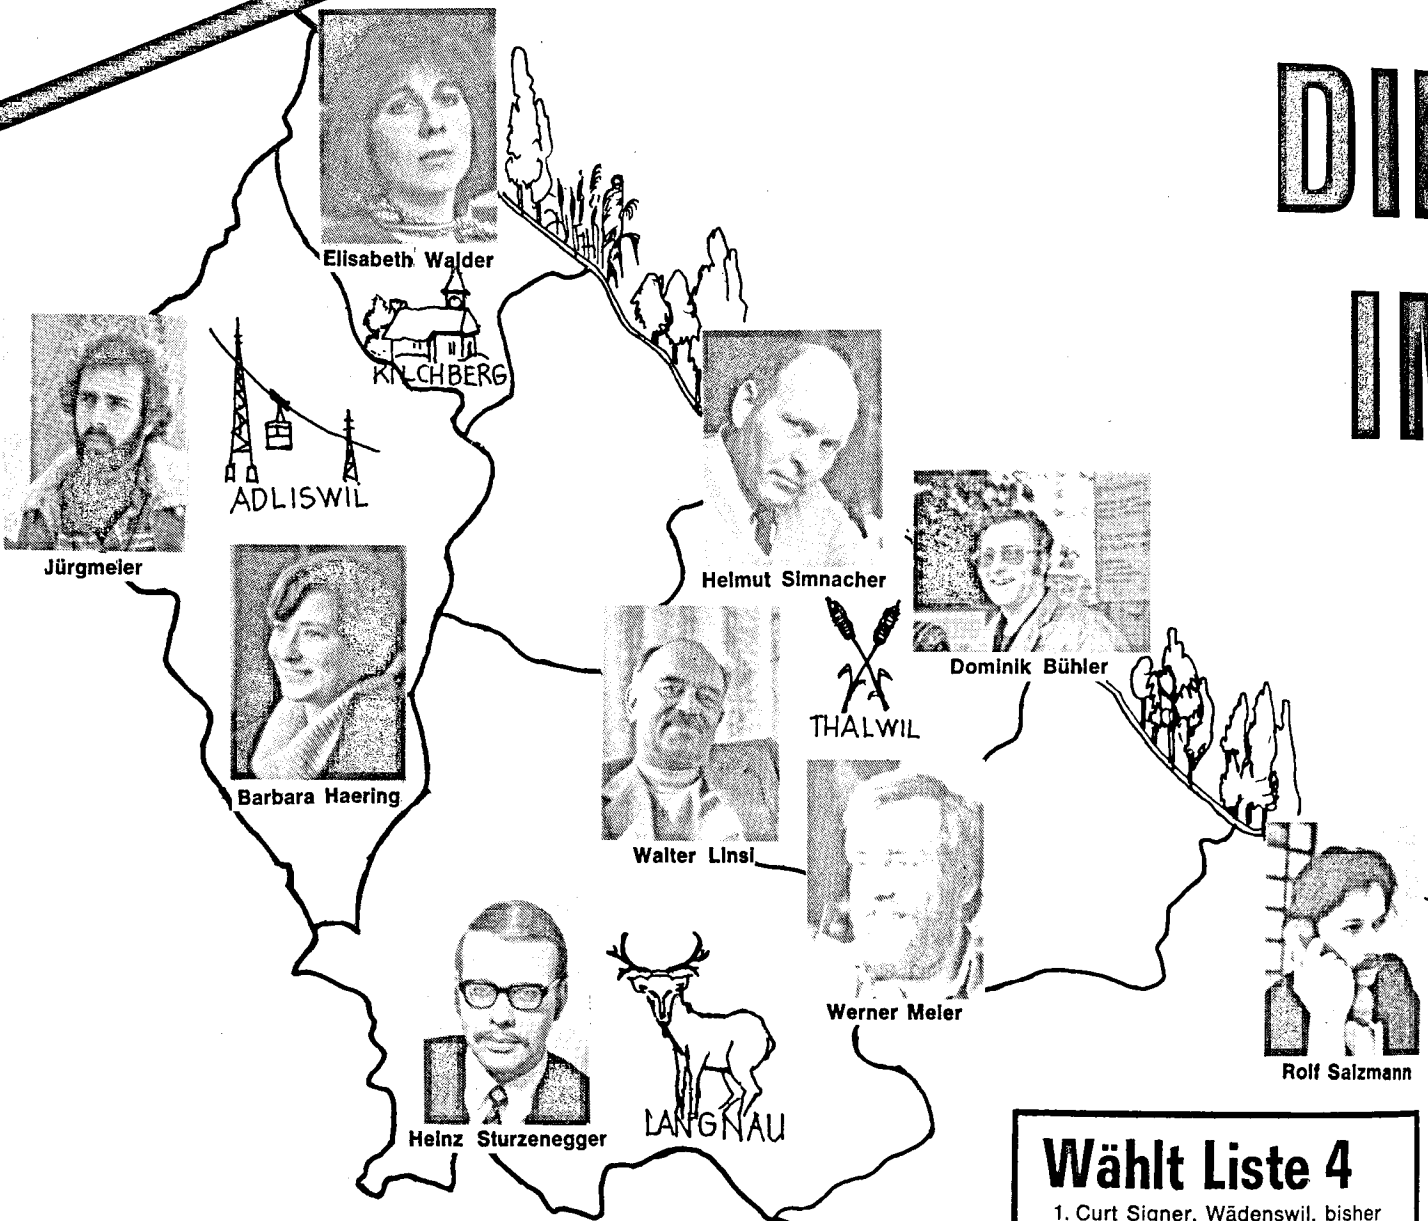 DI
I
Elisabeth Walder
KILCHBERG
ADLISWIL
Jürgmeier
Helmut Simnacher
Dominik Bühler
THALWIL
Barbara Haering
Walter Linsi
Werner Meier
Rolf Salzmann
Heinz Sturzenegger
LANGNAU
Wählt Liste 4
1. Curt Signer, Wädenswil, bisher